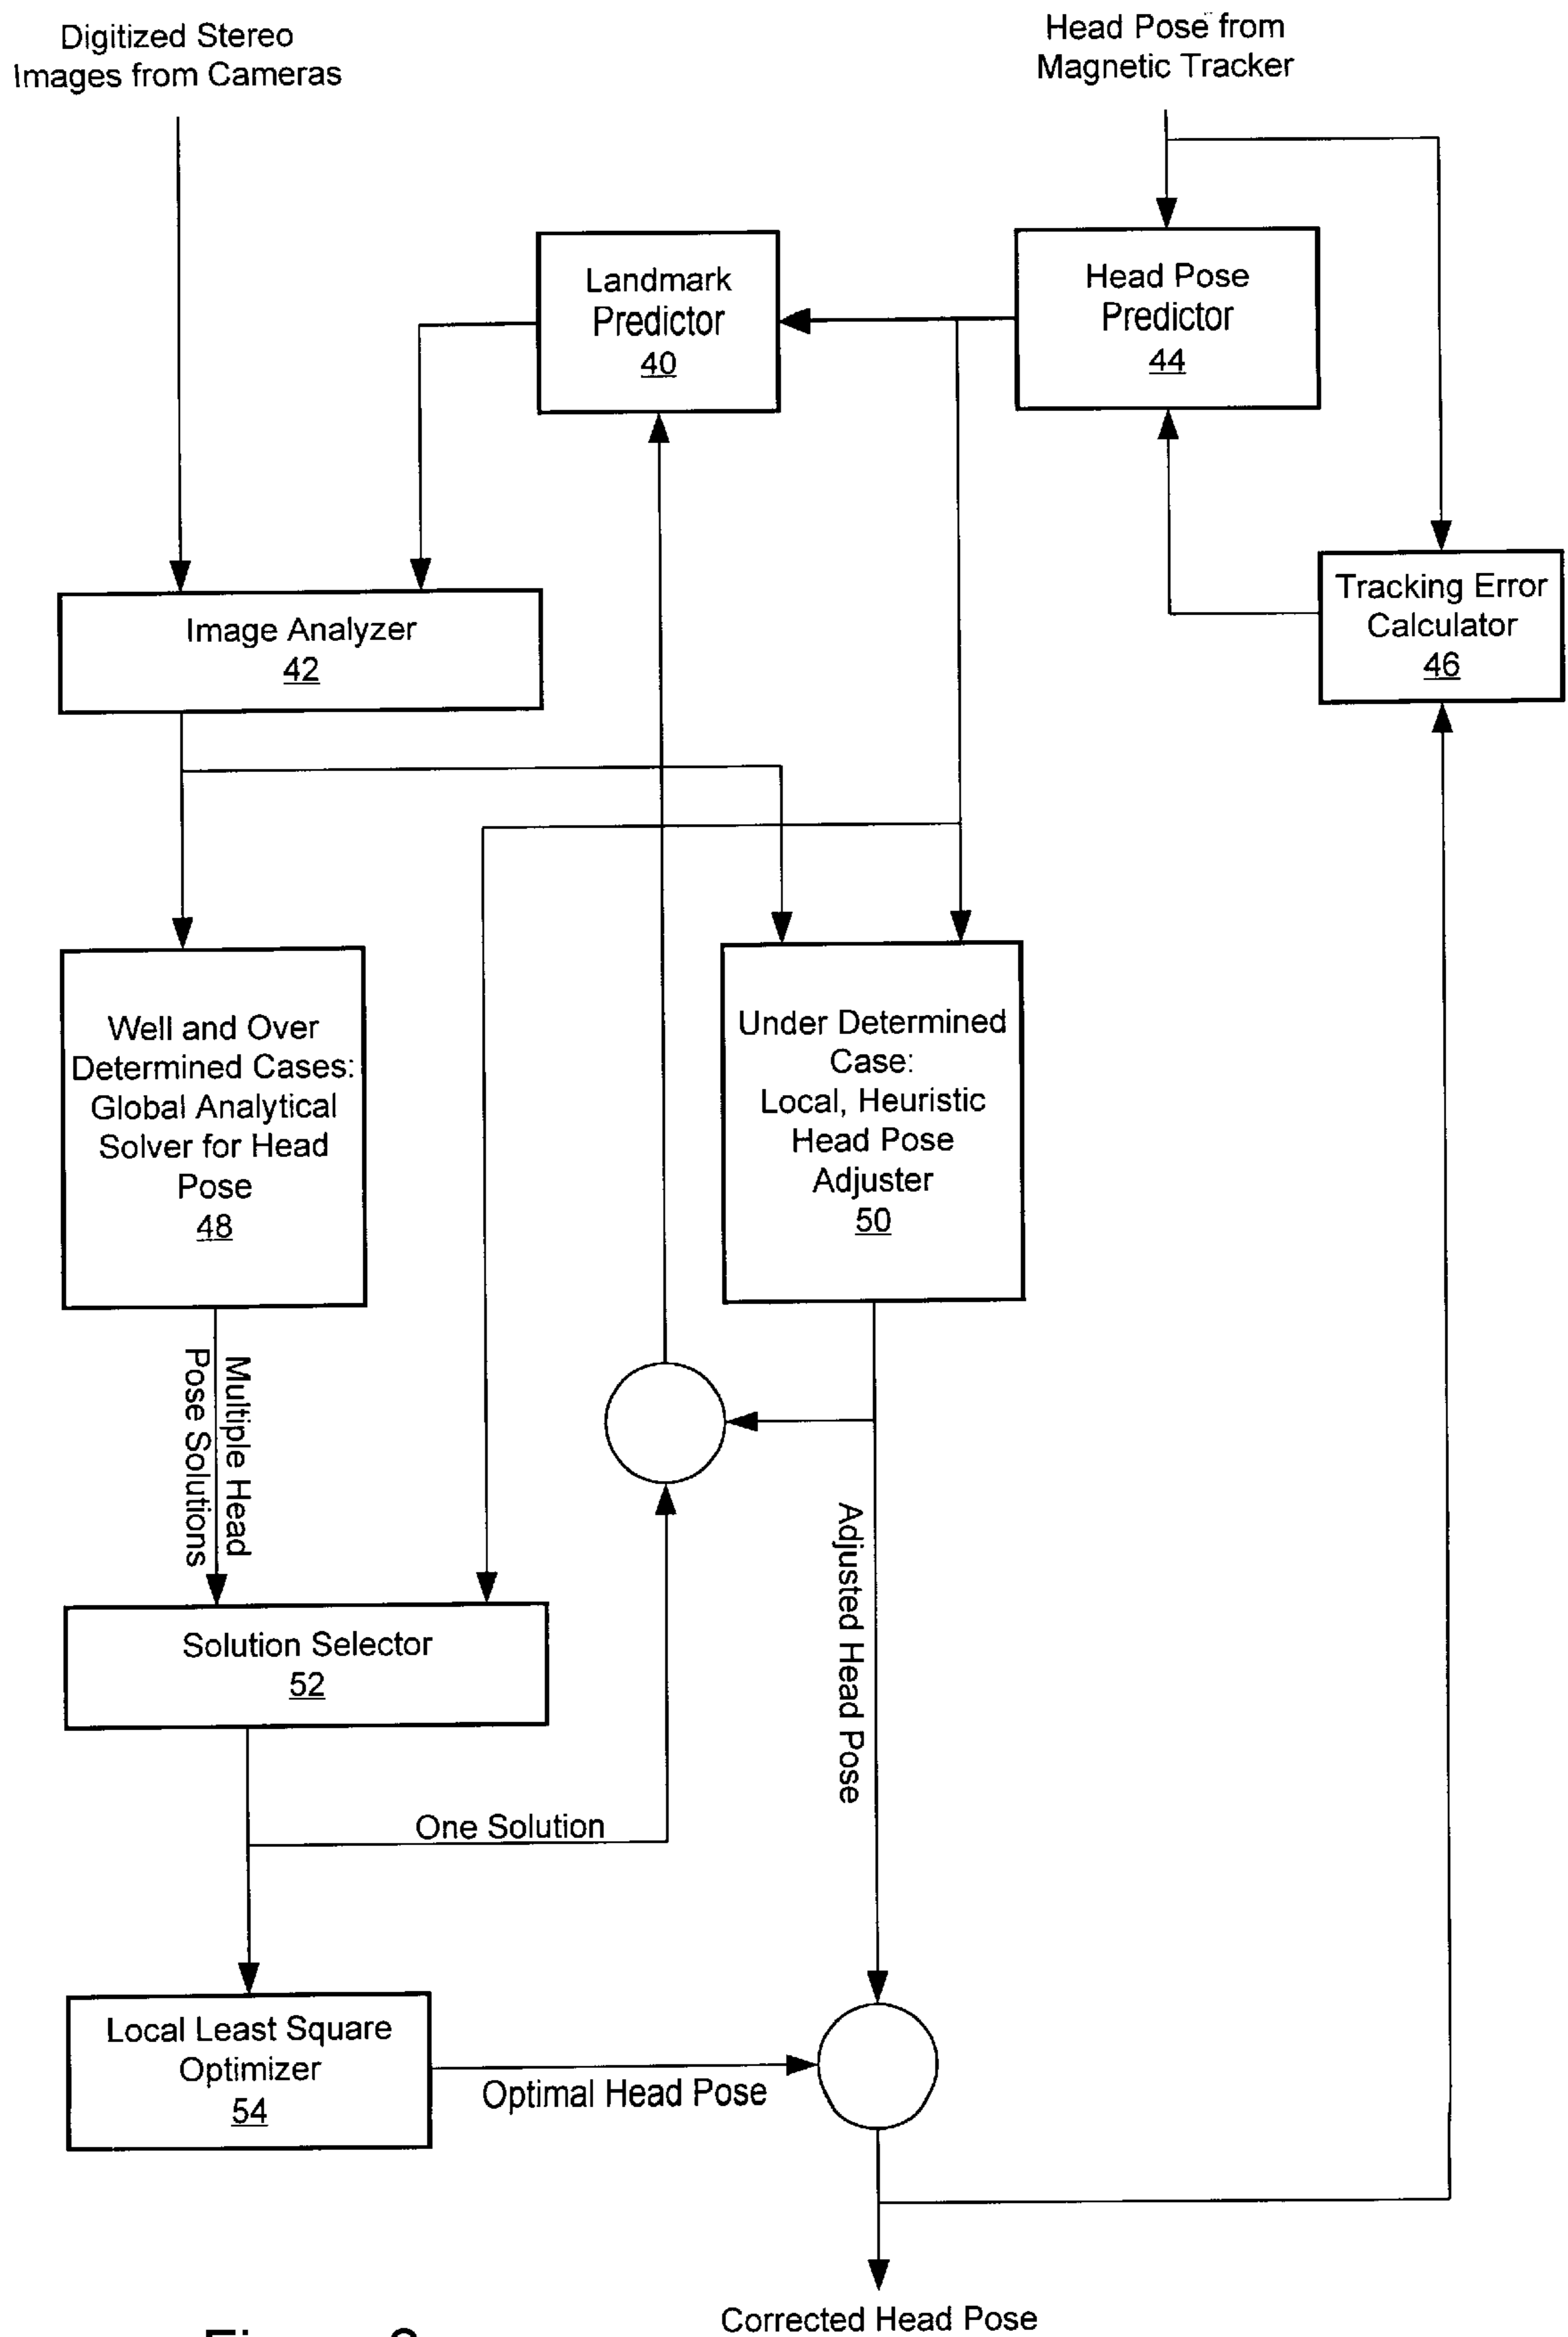 Digitized Stereo
Images from Cameras
Head Pose from
Magnetic Tracker
Landmark
Predictor
40
Head Pose
Predictor
44
Tracking Error
Calculator
46
Image Analyzer
42
Well and Over
Determined Cases:
Global Analytical
Solver for Head
Pose
48
Under Determined
Case:
Local, Heuristic
Head Pose
Adjuster
50
Multiple Head
Pose Solutions
Adjusted Head Pose
Solution Selector
52
One Solution
Local Least Square
Optimizer
54
Optimal Head Pose
Corrected Head Pose